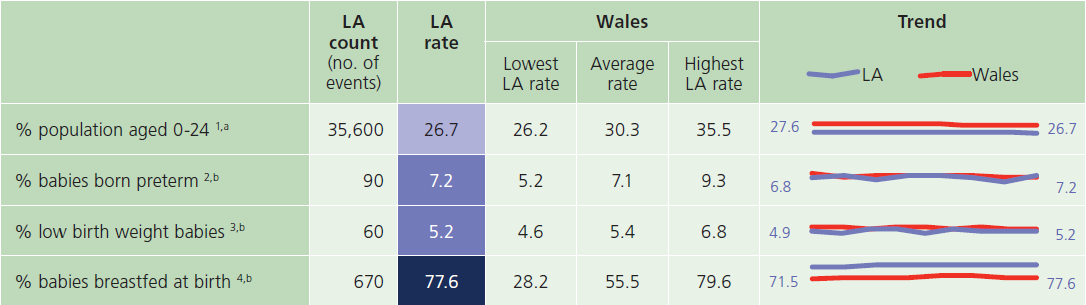 LA count (no. of events) LA rate Wales Trend
Lowest LA rate Average rate Highest LA rate LA Wales
% population aged 0-24 1,a 35,600 26.7 26.2 30.3 35.5 27.6 26.7
% babies born preterm 2,b 90 7.2 5.2 7.1 9.3 6.8 7.2
% low birth weight babies 3,b 60 5.2 4.6 5.4 6.8 4.9 5.2
% babies breastfed at birth 4,b 670 77.6 28.2 55.5 79.6 71.5 77.6